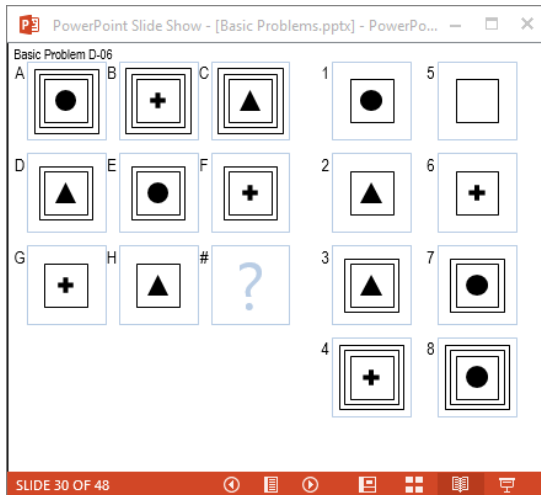 PowerPoint Slide Show - [Basic Problems.pptx] - PowerPo...
Basic Problem D-06
A B C 1 5
D E F 2 6
G H # ? 3 7
4 8
SLIDE 30 OF 48